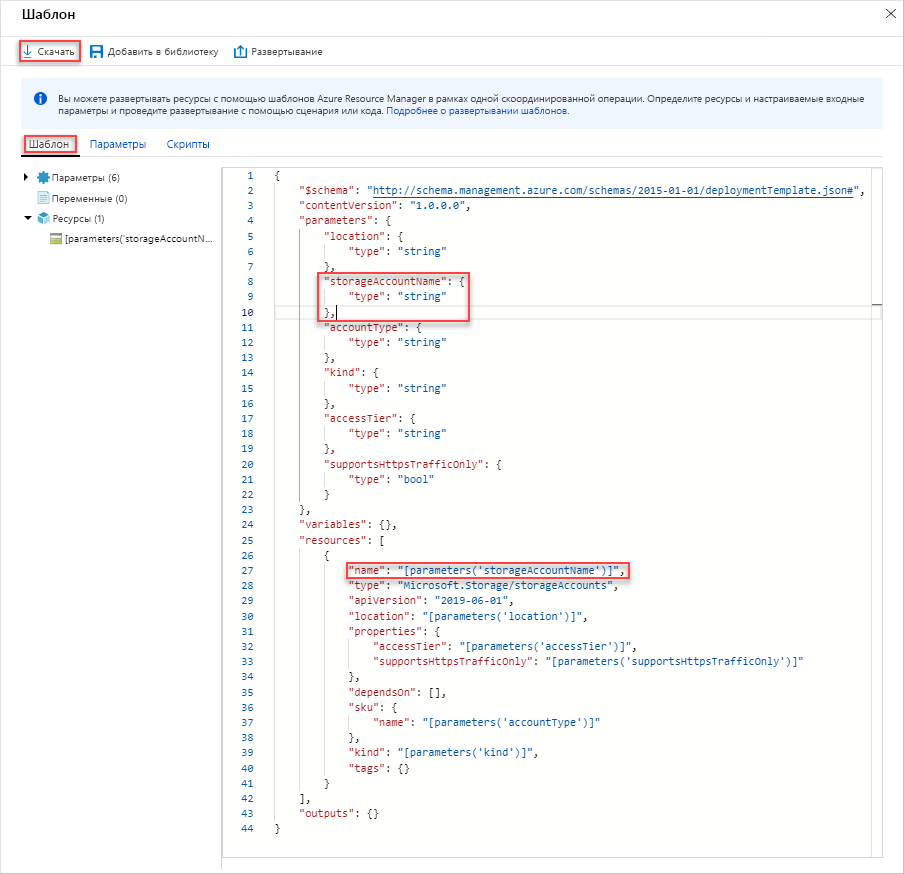 Шаблон
Скачать Добавить в библиотеку Развертывание
Вы можете развертывать ресурсы с помощью шаблонов Azure Resource Manager в рамках одной скоординированной операции. Определите ресурсы и настраиваемые входные
параметры и проведите развертывание с помощью сценария или кода. Подробнее о развертывании шаблонов.
Шаблон Параметры Скрипты
Параметры (6)
Переменные (0)
Ресурсы (1)
[parameters('storageAccountN...
1 {
2 "$schema": "http://schema.management.azure.com/schemas/2015-01-01/deploymentTemplate.json#",
3 "contentVersion": "1.0.0.0",
4 "parameters": {
5 "location": {
6 "type": "string"
7 },
8 "storageAccountName": {
9 "type": "string"
10 },
11 "accountType": {
12 "type": "string"
13 },
14 "kind": {
15 "type": "string"
16 },
17 "accessTier": {
18 "type": "string"
19 },
20 "supportsHttpsTrafficOnly": {
21 "type": "bool"
22 }
23 },
24 "variables": {},
25 "resources": [
26 {
27 "name": "[parameters('storageAccountName')]",
28 "type": "Microsoft.Storage/storageAccounts",
29 "apiVersion": "2019-06-01",
30 "location": "[parameters('location')]",
31 "properties": {
32 "accessTier": "[parameters('accessTier')]",
33 "supportsHttpsTrafficOnly": "[parameters('supportsHttpsTrafficOnly')]"
34 },
35 "dependsOn": [],
36 "sku": {
37 "name": "[parameters('accountType')]"
38 },
39 "kind": "[parameters('kind')]",
40 "tags": {}
41 }
42 ],
43 "outputs": {}
44 }